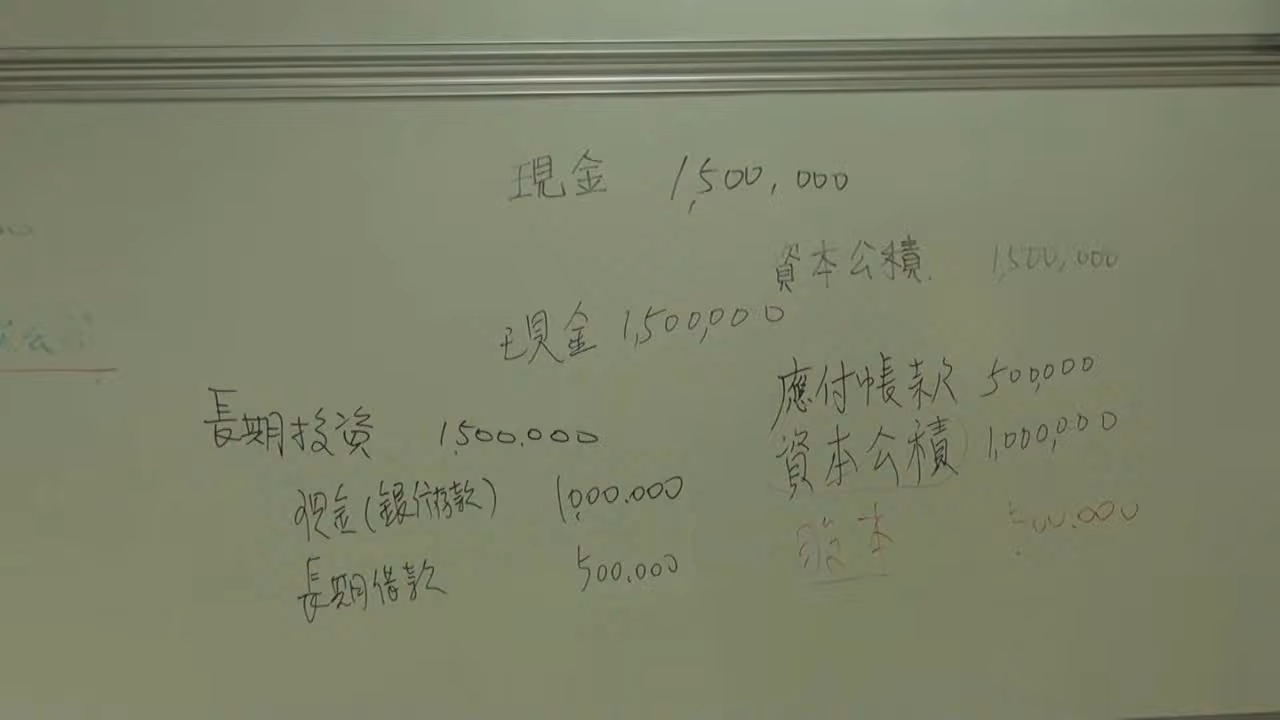 現金 1,500,000
資本公積 1,500,000
現金 1,500,000
應付帳款 500,000
資本公積 1,000,000
股本 500,000
長期投資 1,500,000
現金(銀行存款) 1,000,000
長期借款 500,000